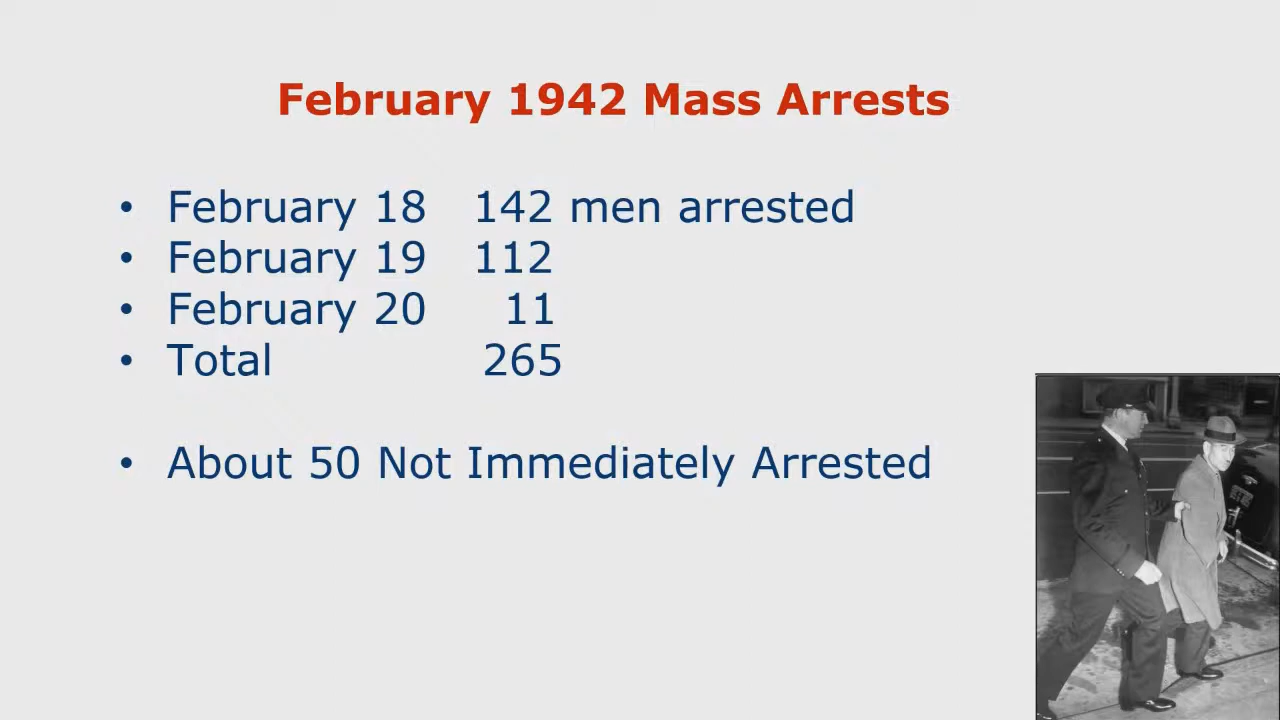 February 1942 Mass Arrests
• February 18 142 men arrested
• February 19 112
• February 20 11
• Total 265
• About 50 Not Immediately Arrested